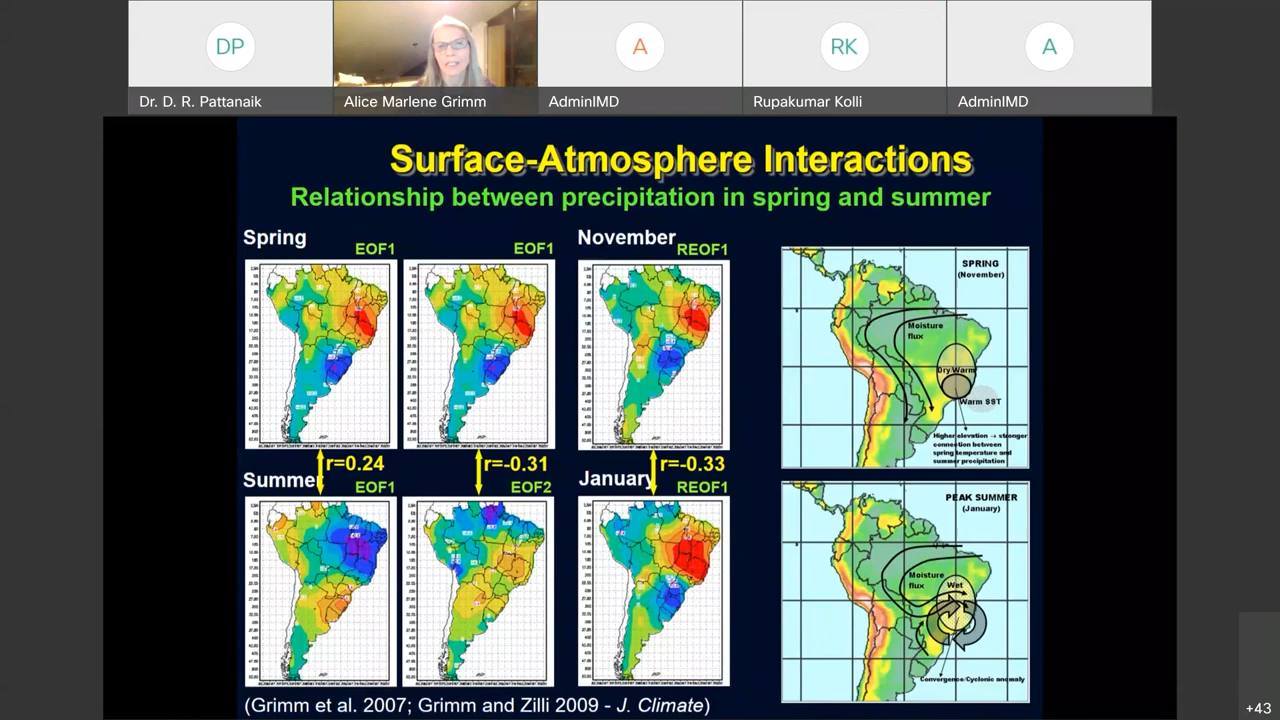 DP
A
RK
A
Dr. D. R. Pattanaik
Alice Marlene Grimm
AdminIMD
Rupakumar Kolli
AdminIMD
Surface-Atmosphere Interactions
Relationship between precipitation in spring and summer
Spring
EOF1
EOF1
November
REOF1
r=0.24
r=-0.31
r=-0.33
Summer
EOF1
EOF2
January
REOF1
SPRING
(November)
Moisture
flux
Dry Warm
Warm SST
Higher elevation → stronger
connection between
spring temperature and
summer precipitation
PEAK SUMMER
(January)
Moisture
flux
Wet
Convergence/Cyclonic anomaly
(Grimm et al. 2007; Grimm and Zilli 2009 - J. Climate)
+43